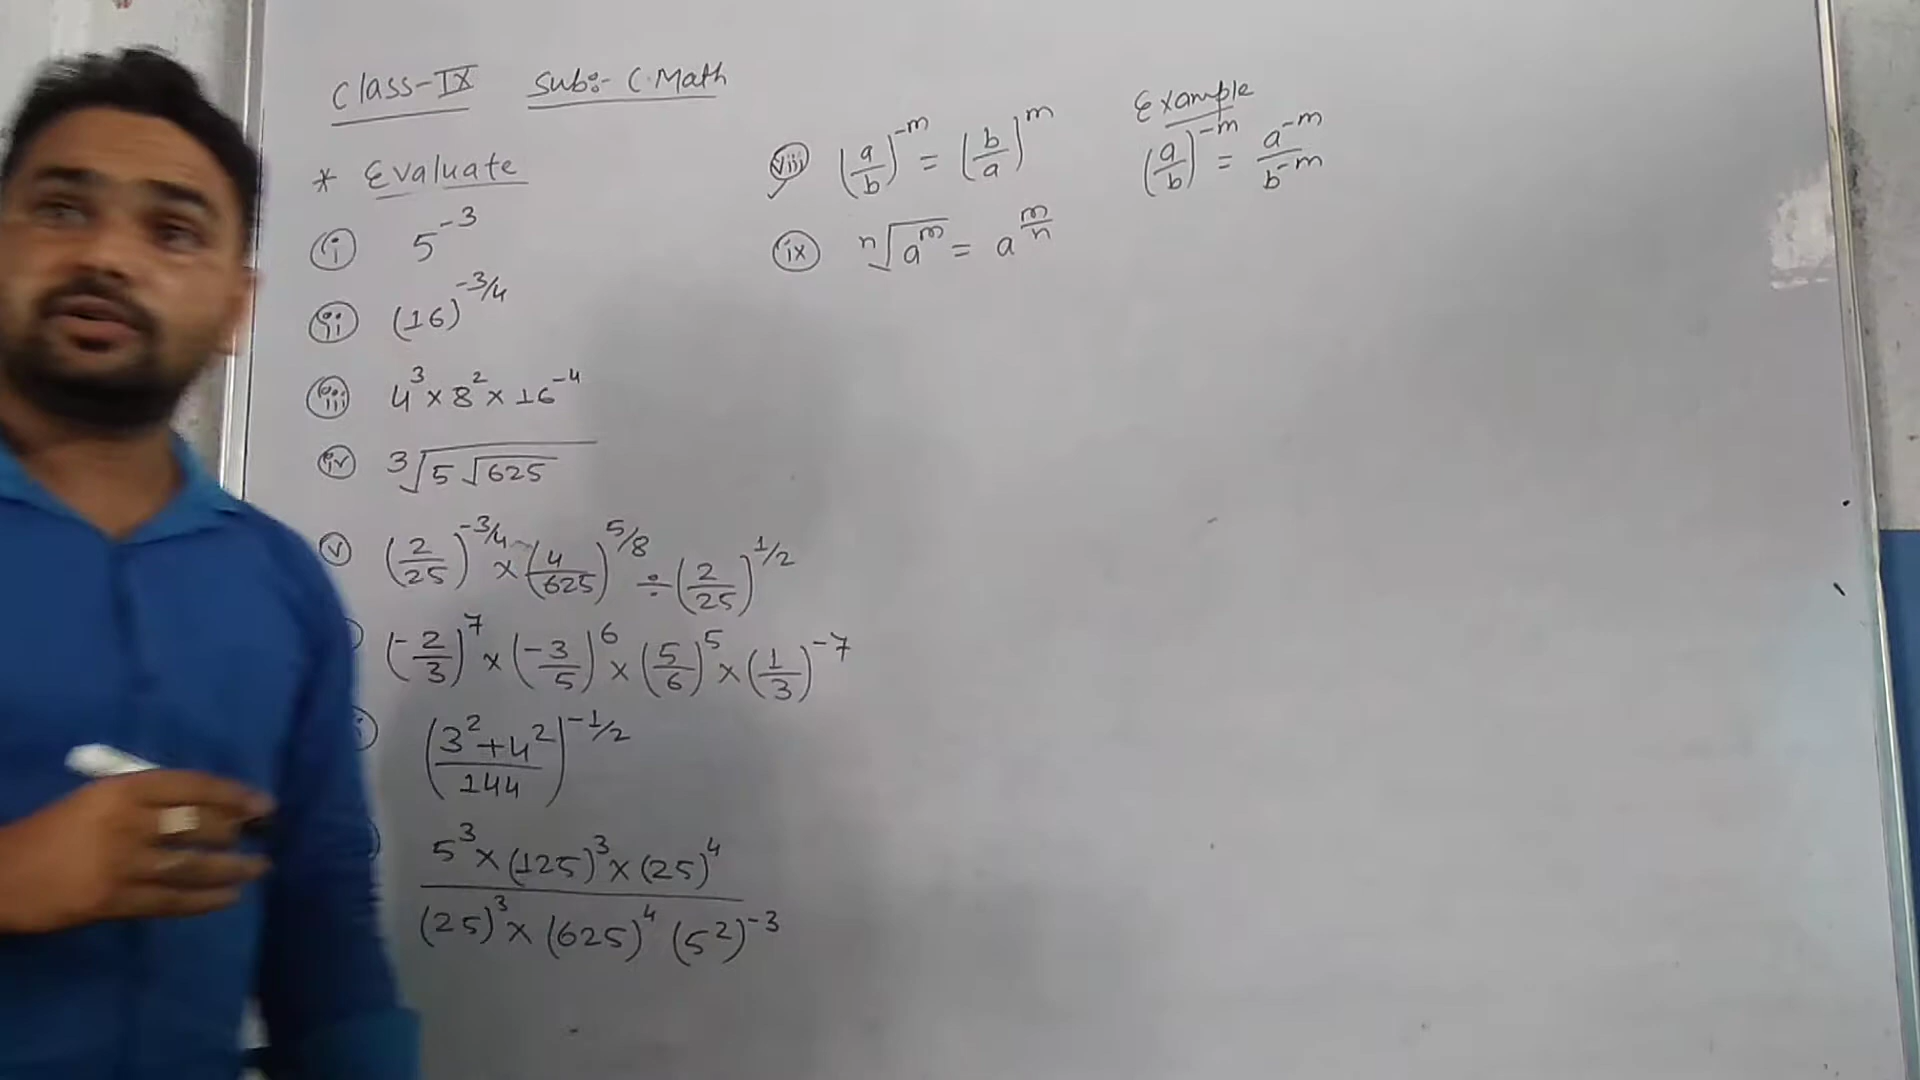 Class-IX Sub:- C.Math
* Evaluate
(i) 5^-3
(ii) (16)^-3/4
(iii) 4^3 × 8^2 × 16^-4
(iv) 3√(5 √625)
(v) (2/25)^-3/4 × (4/625)^5/8 ÷ (2/25)^1/2
(-2/3)^7 × (-3/5)^6 × (5/6)^5 × (1/3)^-7
((3^2+4^2)/144)^-1/2
5^3 × (125)^3 × (25)^4
(25)^3 × (625)^4 (5^2)^-3
(viii) (a/b)^-m = (b/a)^m
(ix) n√a^m = a^m/n
Example
(a/b)^-m = a^-m/b^-m